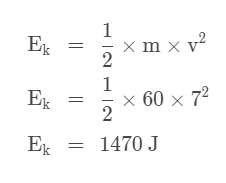 Eₖ = 1/2 × m × v²
Eₖ = 1/2 × 60 × 7²
Eₖ = 1470 J